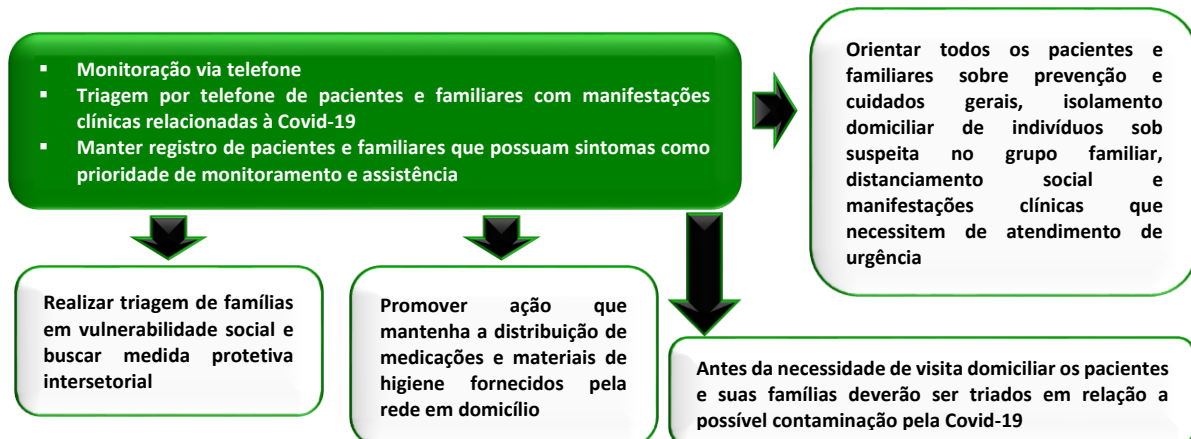 ▪ Monitoração via telefone
▪ Triagem por telefone de pacientes e familiares com manifestações
clínicas relacionadas à Covid-19
▪ Manter registro de pacientes e familiares que possuam sintomas como
prioridade de monitoramento e assistência
Orientar todos os pacientes e
familiares sobre prevenção e
cuidados gerais, isolamento
domiciliar de indivíduos sob
suspeita no grupo familiar,
distanciamento social e
manifestações clínicas que
necessitem de atendimento de
urgência
Realizar triagem de famílias
em vulnerabilidade social e
buscar medida protetiva
intersetorial
Promover ação que
mantenha a distribuição de
medicações e materiais de
higiene fornecidos pela
rede em domicílio
Antes da necessidade de visita domiciliar os pacientes
e suas famílias deverão ser triados em relação a
possível contaminação pela Covid-19